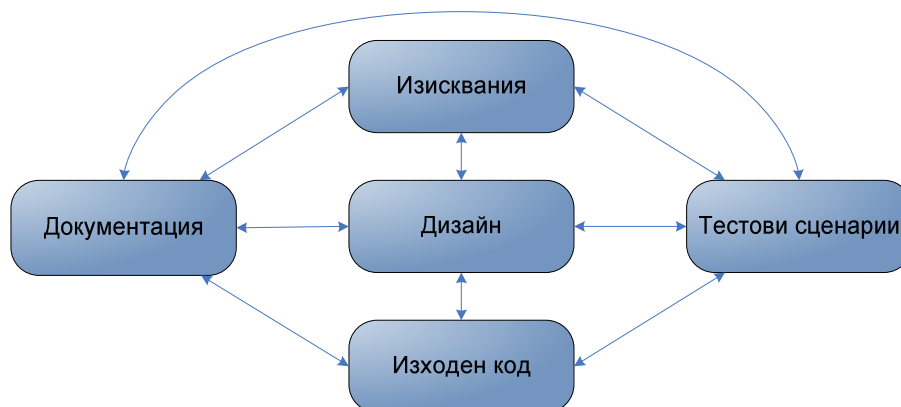 Изисквания
Документация
Дизайн
Тестови сценарии
Изходен код